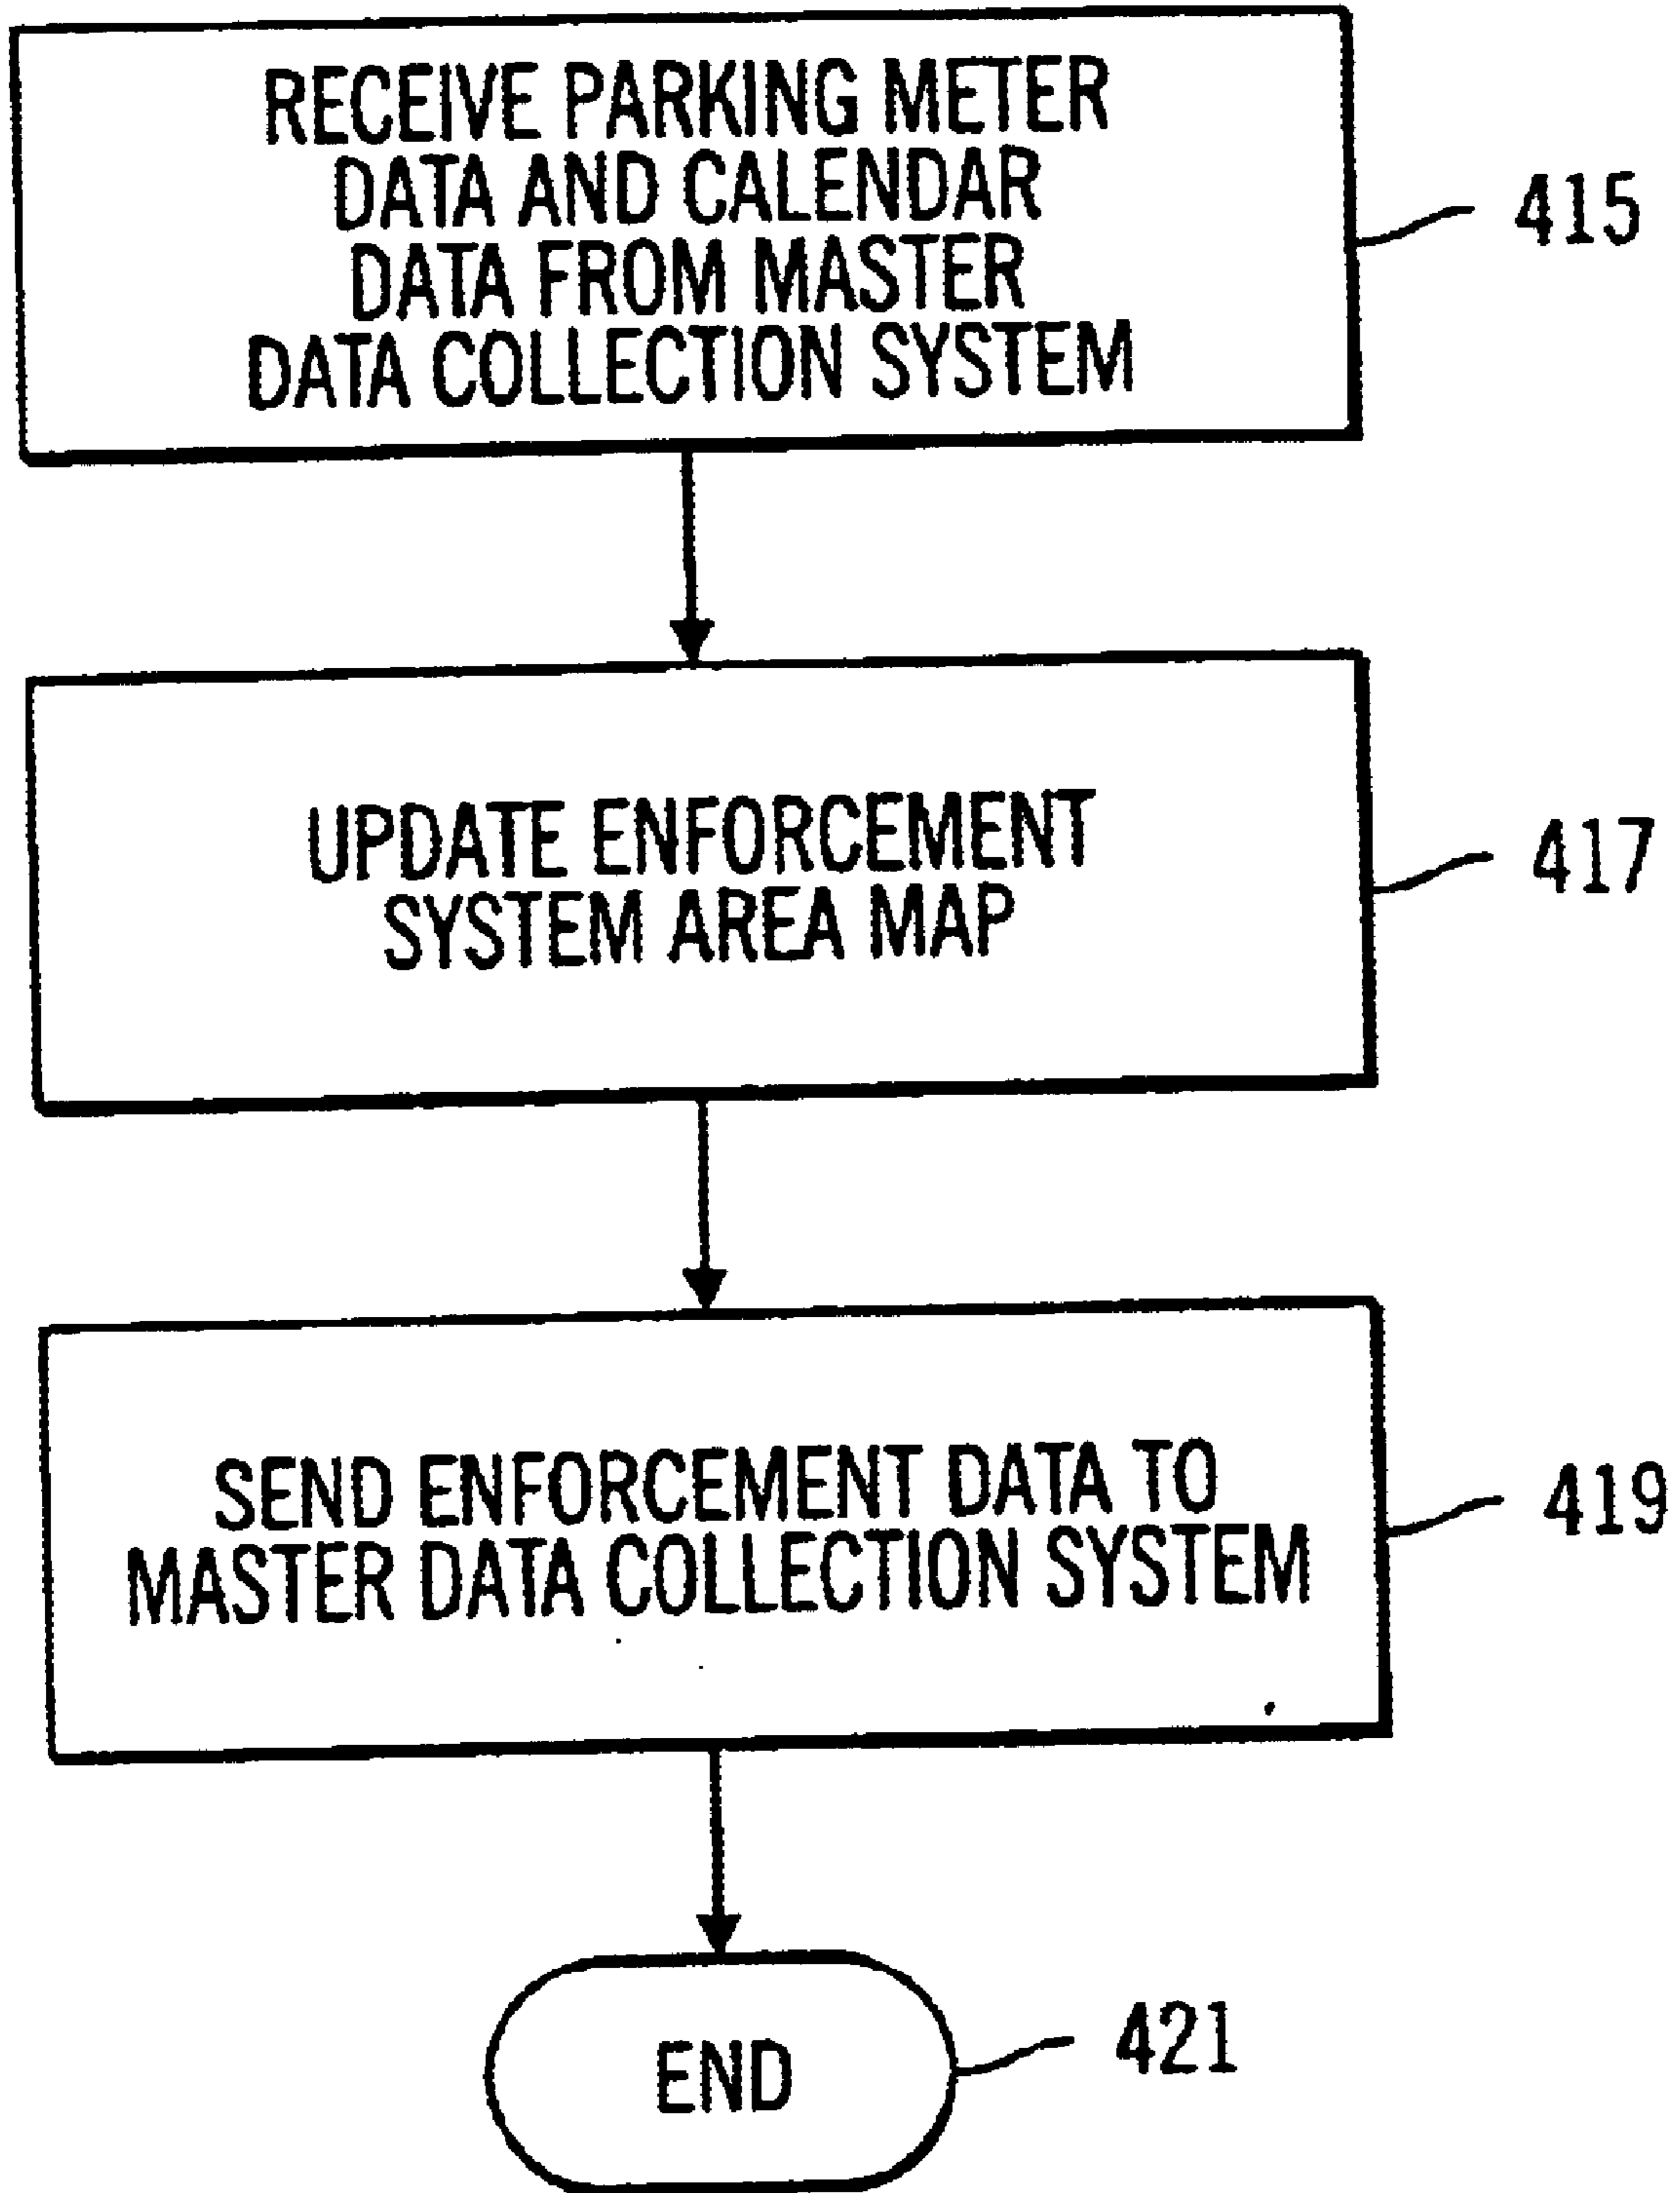 RECEIVE PARKING METER
DATA AND CALENDAR
DATA FROM MASTER
DATA COLLECTION SYSTEM
415
UPDATE ENFORCEMENT
SYSTEM AREA MAP
417
SEND ENFORCEMENT DATA TO
MASTER DATA COLLECTION SYSTEM
419
END
421